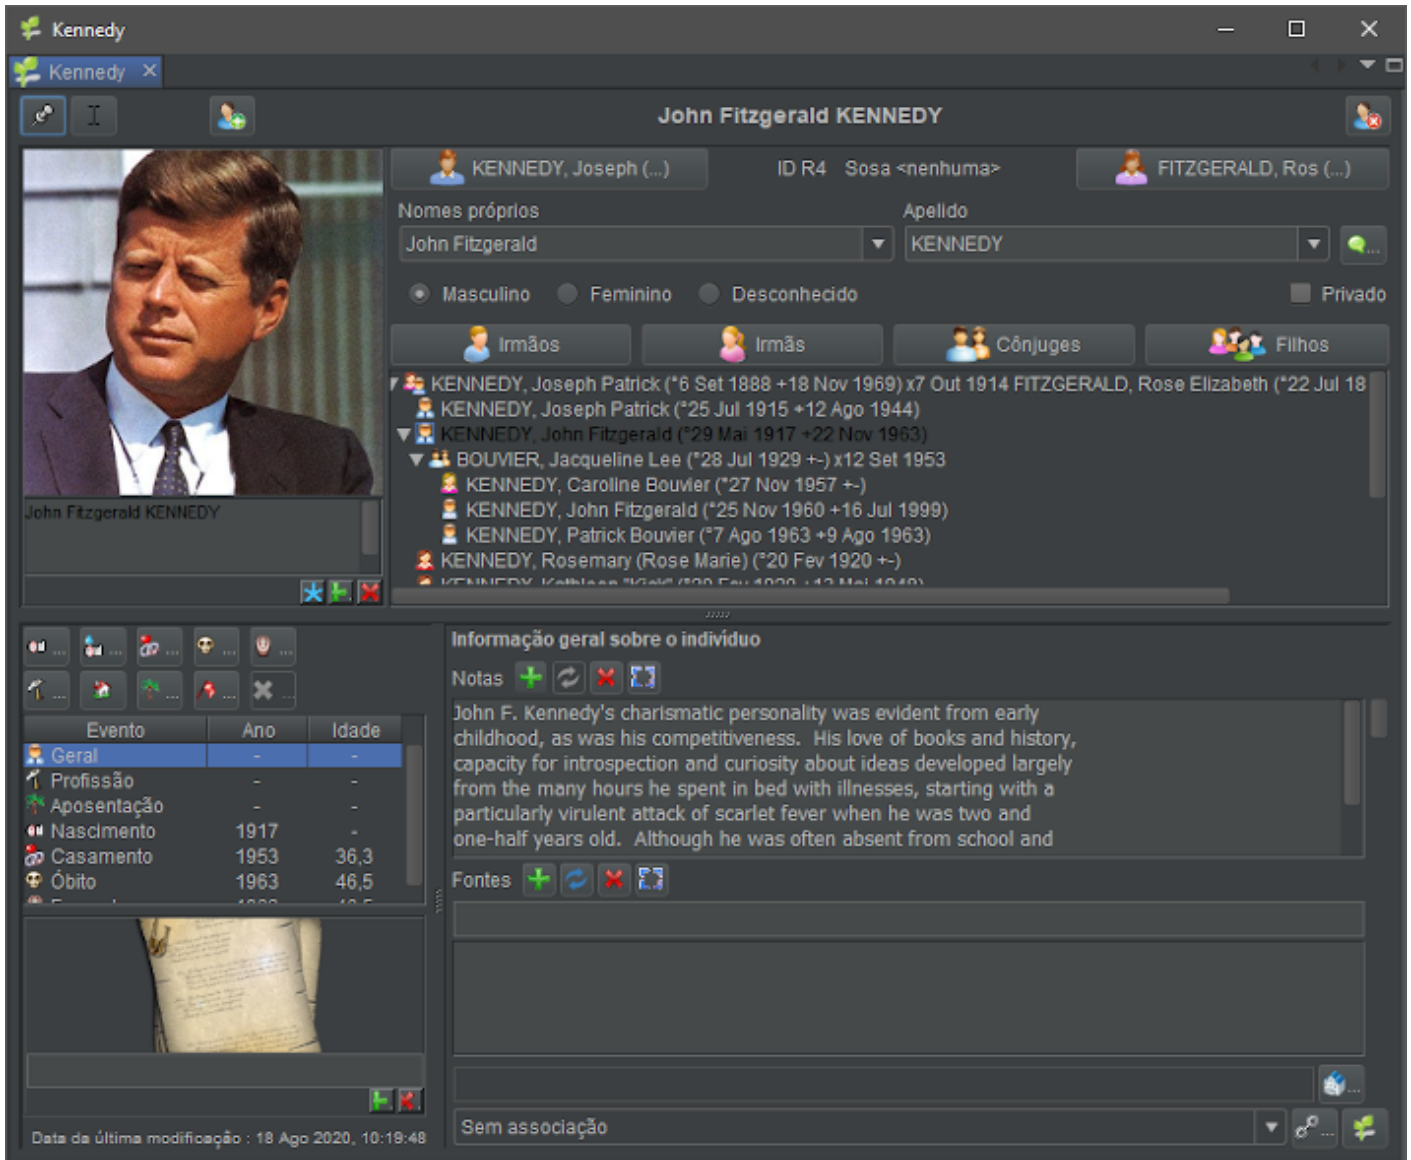 Kennedy
Kennedy
John Fitzgerald KENNEDY
KENNEDY, Joseph (...)
ID R4 Sosa <nenhuma>
FITZGERALD, Ros (...)
Nomes próprios
Apelido
John Fitzgerald
KENNEDY
...
Masculino
Feminino
Desconhecido
Privado
Irmãos
Irmãs
Cônjuges
Filhos
KENNEDY, Joseph Patrick (°6 Set 1888 +18 Nov 1969) x7 Out 1914 FITZGERALD, Rose Elizabeth (°22 Jul 18
KENNEDY, Joseph Patrick (°25 Jul 1915 +12 Ago 1944)
KENNEDY, John Fitzgerald (°29 Mai 1917 +22 Nov 1963)
BOUVIER, Jacqueline Lee (°28 Jul 1929 +-) x12 Set 1953
KENNEDY, Caroline Bouvier (°27 Nov 1957 +-)
KENNEDY, John Fitzgerald (°25 Nov 1960 +16 Jul 1999)
KENNEDY, Patrick Bouvier (°7 Ago 1963 +9 Ago 1963)
KENNEDY, Rosemary (Rose Marie) (°20 Fev 1920 +-)
John Fitzgerald KENNEDY
Evento Ano Idade
Geral - -
Profissão - -
Aposentação - -
Nascimento 1917 -
Casamento 1953 36,3
Óbito 1963 46,5
Data da última modificação : 18 Ago 2020, 10:19:48
Informação geral sobre o indivíduo
Notas
John F. Kennedy's charismatic personality was evident from early
childhood, as was his competitiveness. His love of books and history,
capacity for introspection and curiosity about ideas developed largely
from the many hours he spent in bed with illnesses, starting with a
particularly virulent attack of scarlet fever when he was two and
one-half years old. Although he was often absent from school and
Fontes
...
Sem associação
...